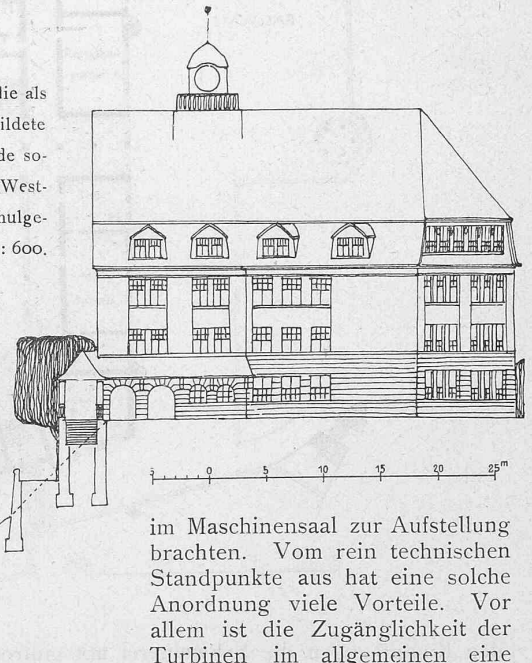 die als
ildete
de so-
West-
hulge-
: 600.
5 0 5 10 15 20 25m
im Maschinensaal zur Aufstellung
brachten. Vom rein technischen
Standpunkte aus hat eine solche
Anordnung viele Vorteile. Vor
allem ist die Zugänglichkeit der
Turbinen im allgemeinen eine